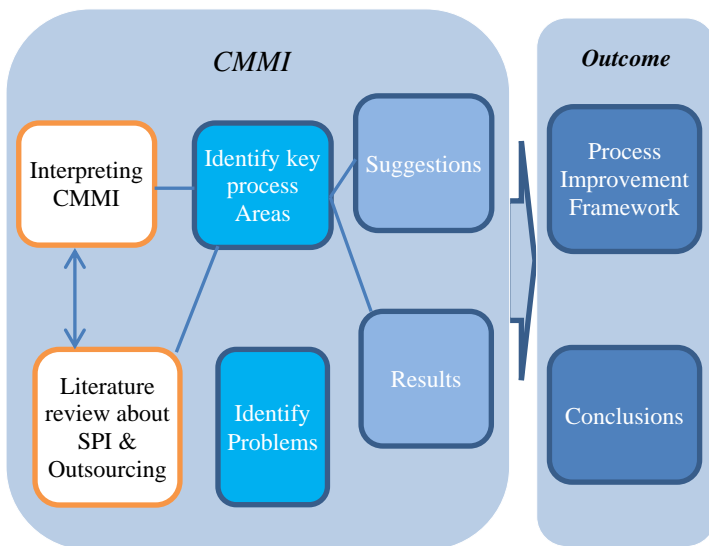 CMMI
Interpreting
CMMI
Identify key
process
Areas
Suggestions
Literature
review about
SPI &
Outsourcing
Identify
Problems
Results
Outcome
Process
Improvement
Framework
Conclusions